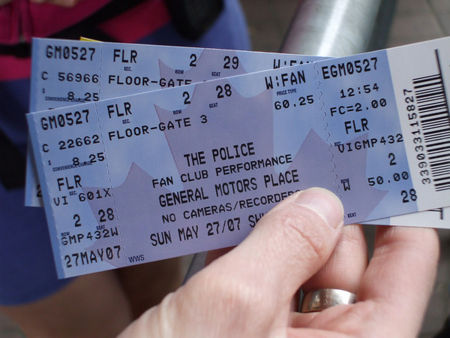 GM0527 FLR 2 29 W:FAN
C 56966 FLOOR-GATE
8.25
GM0527 FLR 2 28 W:FAN EGM0527
C 22662 FLOOR-GATE 3 60.25 12:54
8.25 FC=2.00
THE POLICE FLR
FLR FAN CLUB PERFORMANCE VIGMP432
VI 601X GENERAL MOTORS PLACE 2
2 28 NO CAMERAS/RECORDERS W 50.00
GMP432W SUN MAY 27/07
27MAY07 WWS
339033115827